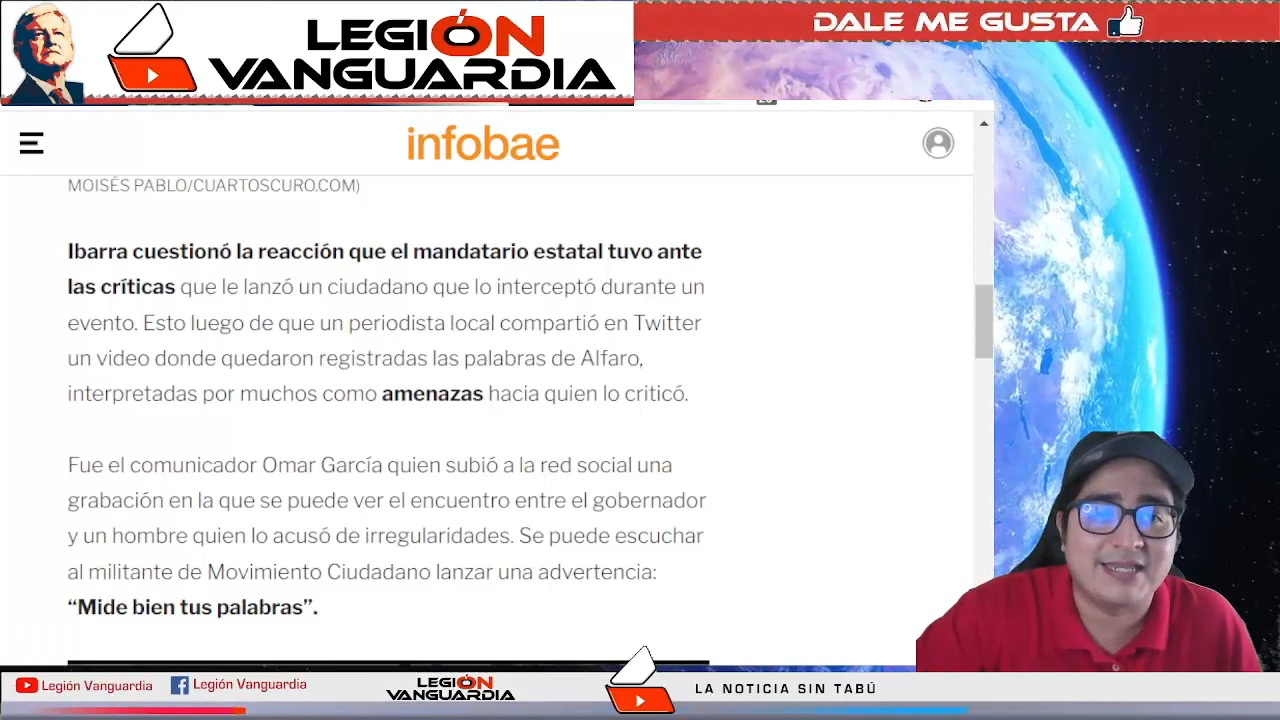 LEGIÓN
VANGUARDIA
DALE ME GUSTA
infobae
MOISÉS PABLO/CUARTOSCURO.COM)
Ibarra cuestionó la reacción que el mandatario estatal tuvo ante
las críticas que le lanzó un ciudadano que lo interceptó durante un
evento. Esto luego de que un periodista local compartió en Twitter
un video donde quedaron registradas las palabras de Alfaro,
interpretadas por muchos como amenazas hacia quien lo criticó.
Fue el comunicador Omar García quien subió a la red social una
grabación en la que se puede ver el encuentro entre el gobernador
y un hombre quien lo acusó de irregularidades. Se puede escuchar
al militante de Movimiento Ciudadano lanzar una advertencia:
“Mide bien tus palabras”.
Legión Vanguardia
Legión Vanguardia
LEGIÓN
VANGUARDIA
LA NOTICIA SIN TABÚ